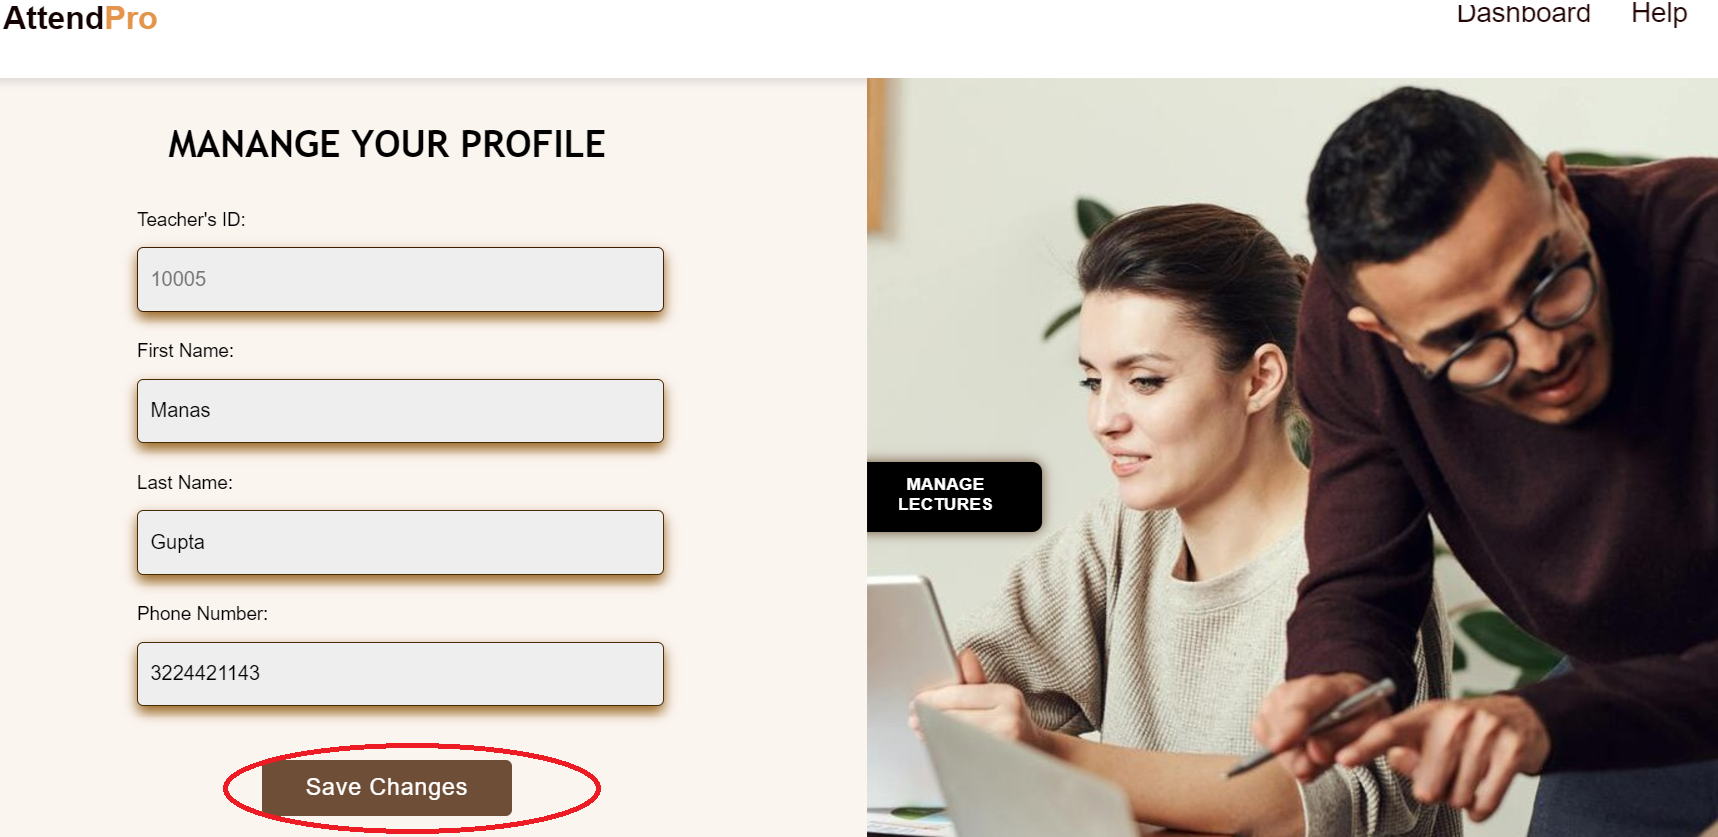 AttendPro
Dashboard Help
MANANGE YOUR PROFILE
Teacher's ID:
10005
First Name:
Manas
Last Name:
Gupta
Phone Number:
3224421143
Save Changes
MANAGE
LECTURES